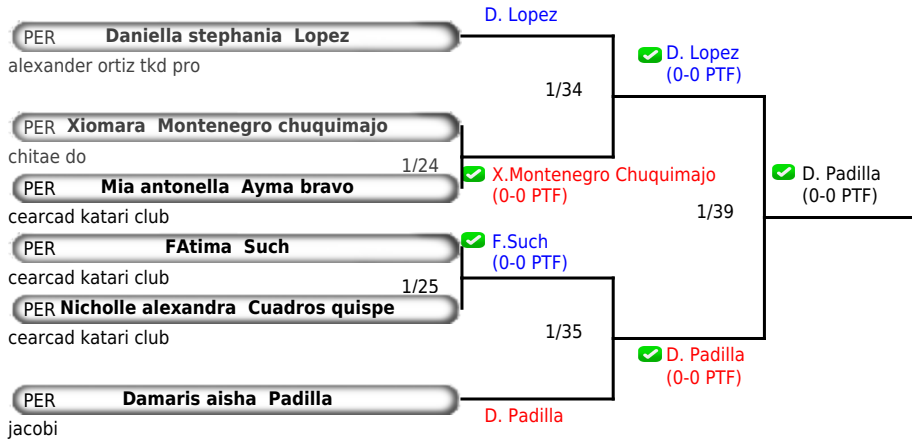 D. Lopez
PER Daniella stephania Lopez
alexander ortiz tkd pro
D. Lopez
(0-0 PTF)
1/34
PER Xiomara Montenegro chuquimajo
chitae do
1/24
X.Montenegro Chuquimajo
(0-0 PTF)
PER Mia antonella Ayma bravo
cearcad katari club
D. Padilla
(0-0 PTF)
1/39
PER FAtima Such
cearcad katari club
F.Such
(0-0 PTF)
1/25
PER Nicholle alexandra Cuadros quispe
cearcad katari club
1/35
D. Padilla
(0-0 PTF)
PER Damaris aisha Padilla
jacobi
D. Padilla